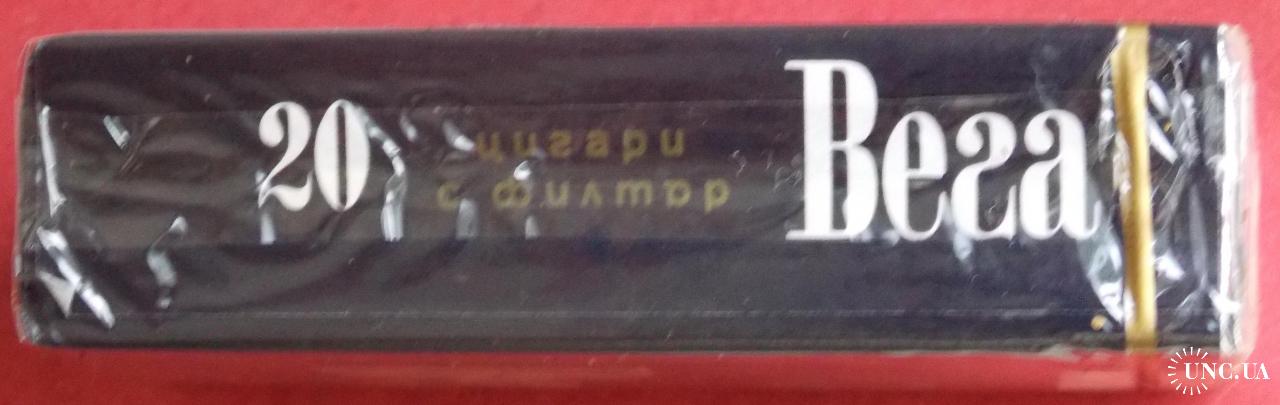 20
цигари
с филтър
Вега
UNC.UA